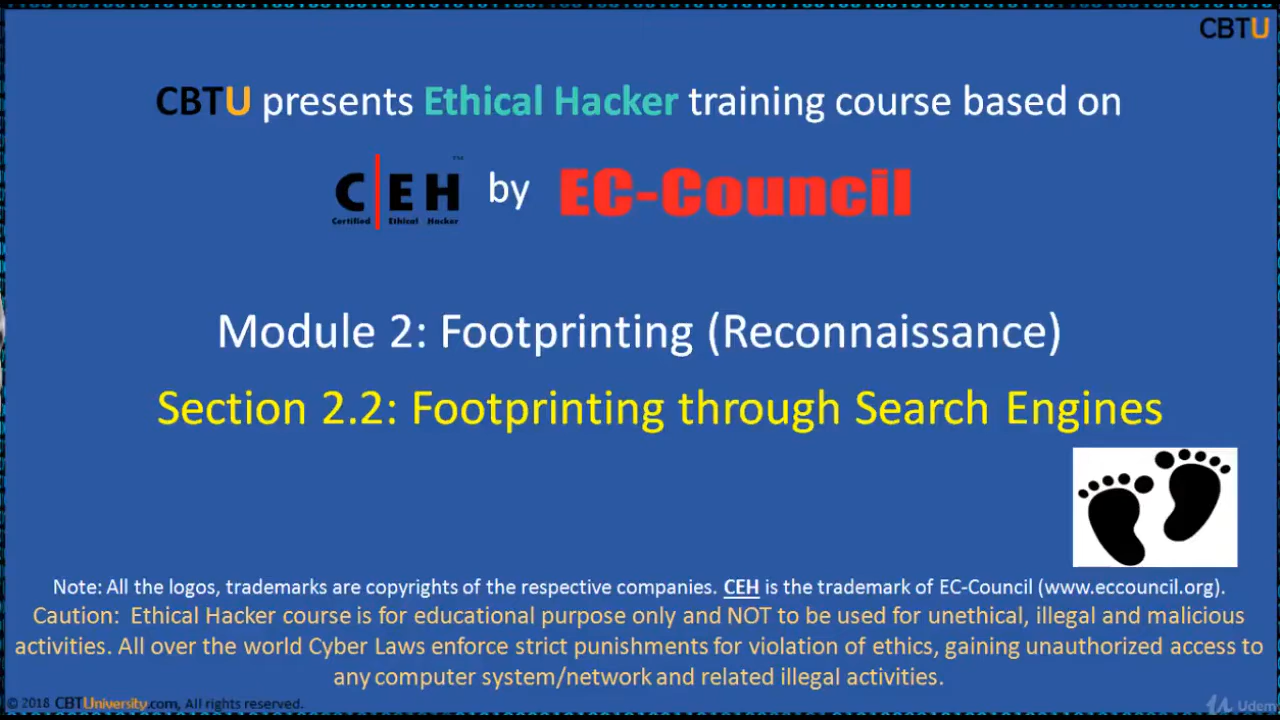 CBTU
CBTU presents Ethical Hacker training course based on
CEH™ by EC-Council
Certified Ethical Hacker
Module 2: Footprinting (Reconnaissance)
Section 2.2: Footprinting through Search Engines
Note: All the logos, trademarks are copyrights of the respective companies. CEH is the trademark of EC-Council (www.eccouncil.org).
Caution: Ethical Hacker course is for educational purpose only and NOT to be used for unethical, illegal and malicious
activities. All over the world Cyber Laws enforce strict punishments for violation of ethics, gaining unauthorized access to
any computer system/network and related illegal activities.
© 2018 CBTUniversity.com, All rights reserved.